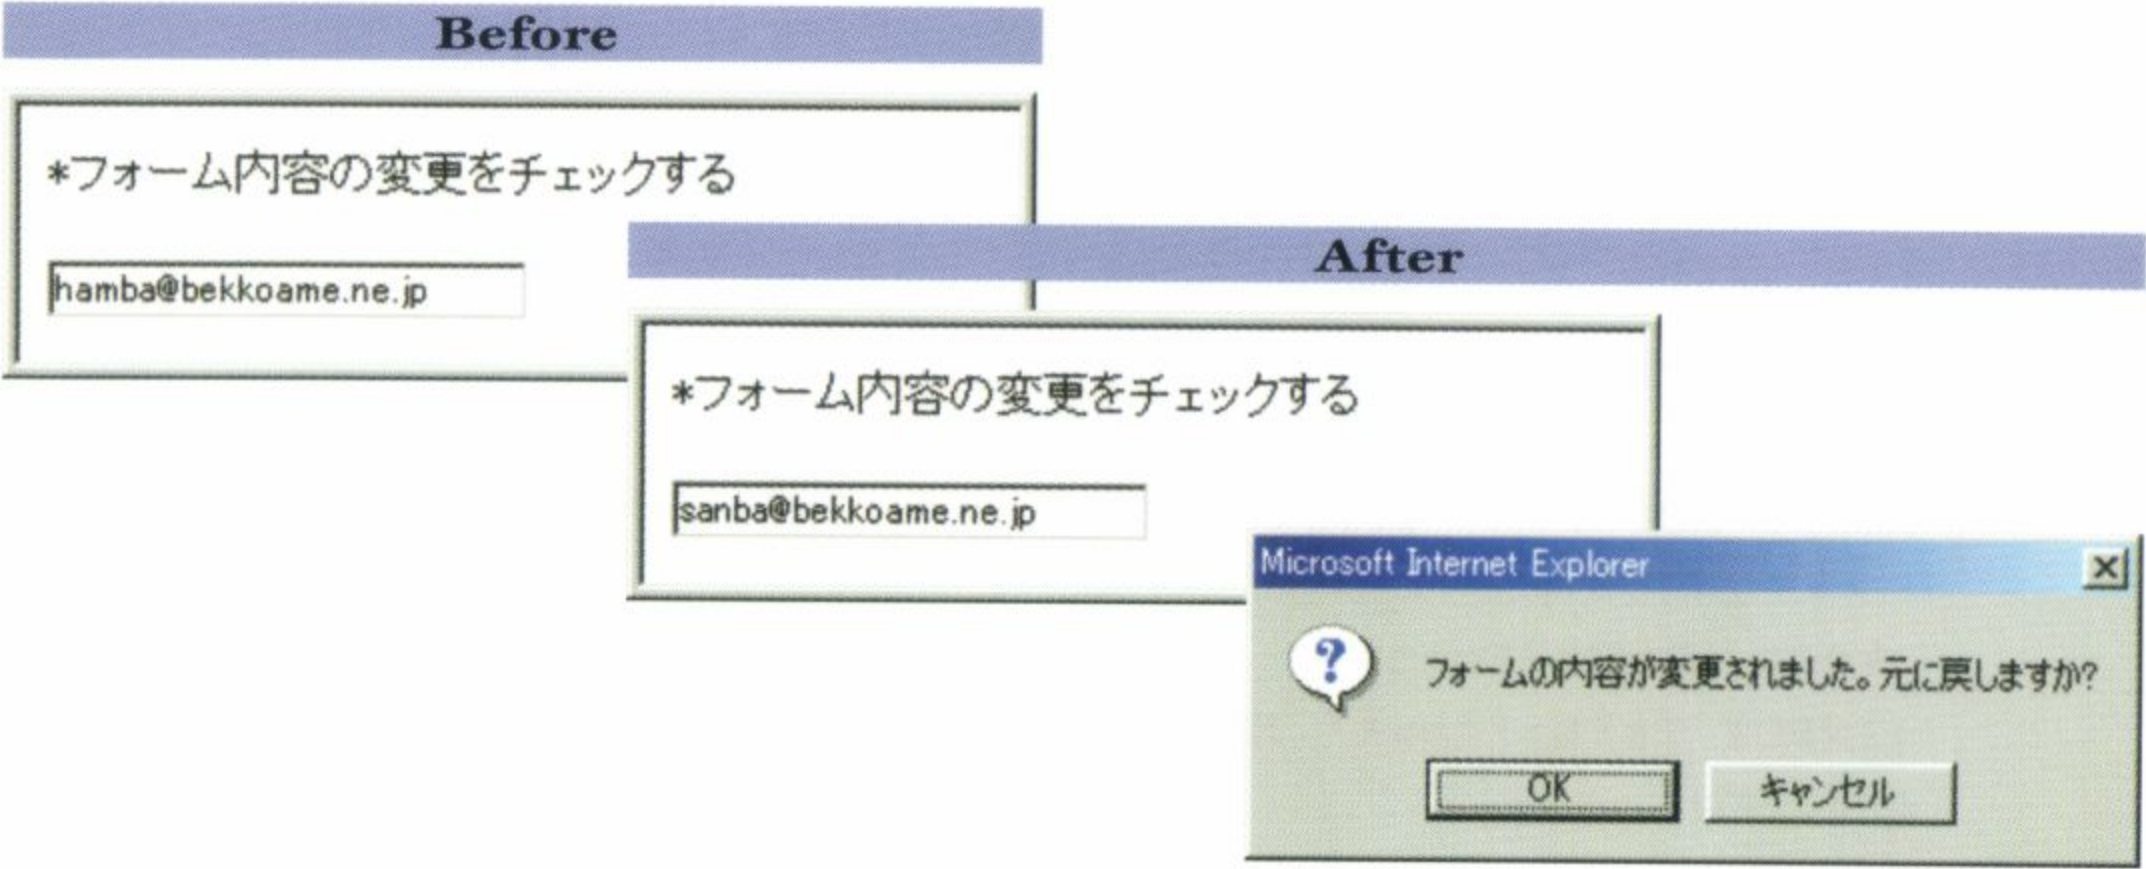 Before
*フォーム内容の変更をチェックする
hamba@bekkoame.ne.jp
After
*フォーム内容の変更をチェックする
sanba@bekkoame.ne.jp
Microsoft Internet Explorer
フォームの内容が変更されました。元に戻しますか?
OK
キャンセル